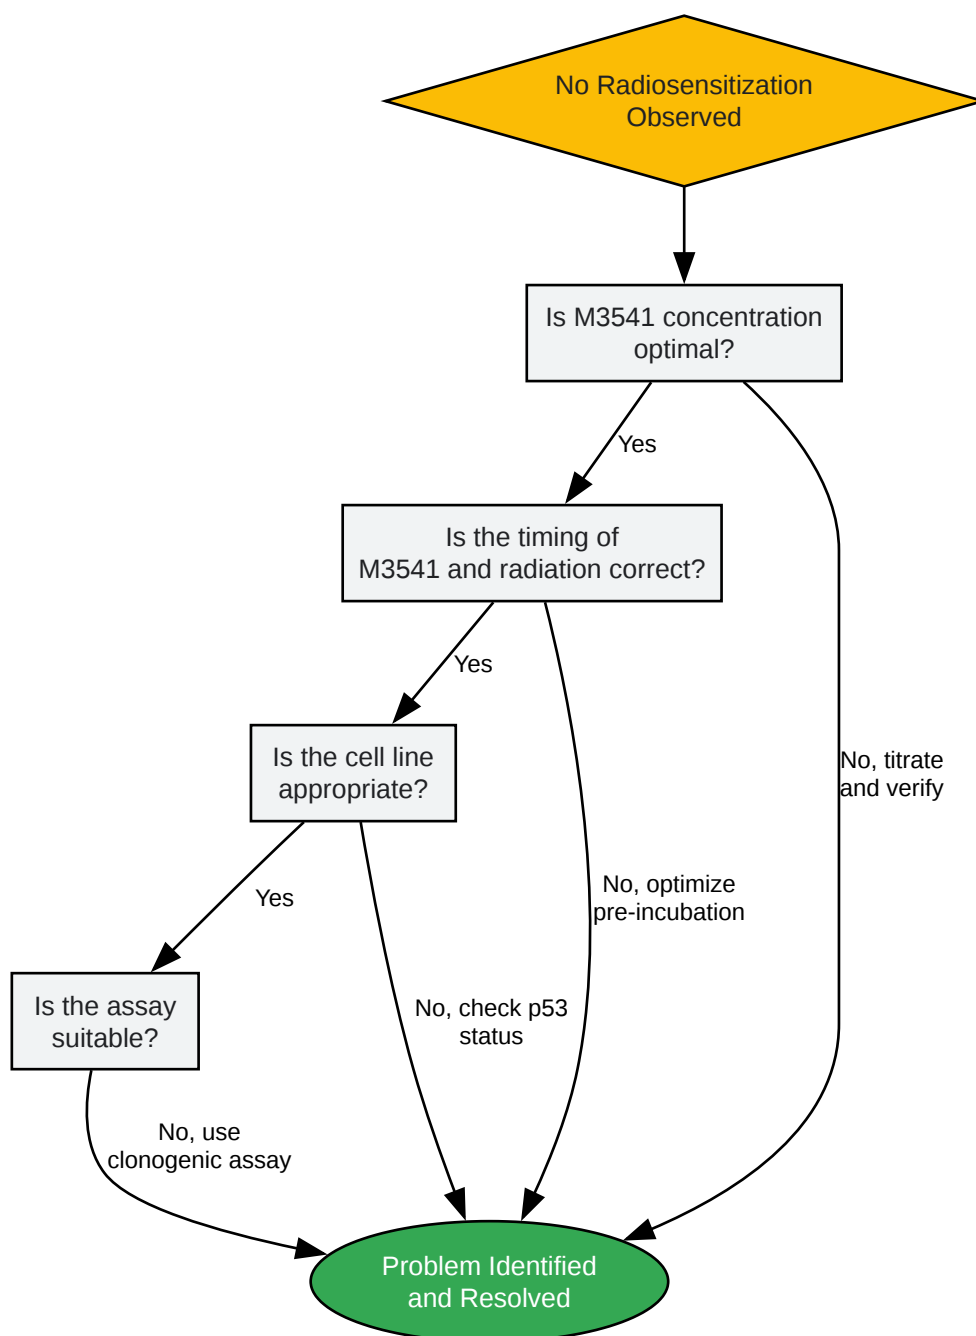 No Radiosensitization
Observed
Is M3541 concentration
optimal?
Yes
Is the timing of
M3541 and radiation correct?
Yes
Is the cell line
appropriate?
No, titrate
and verify
Yes
No, optimize
pre-incubation
Is the assay
suitable?
No, check p53
status
No, use
clonogenic assay
Problem Identified
and Resolved